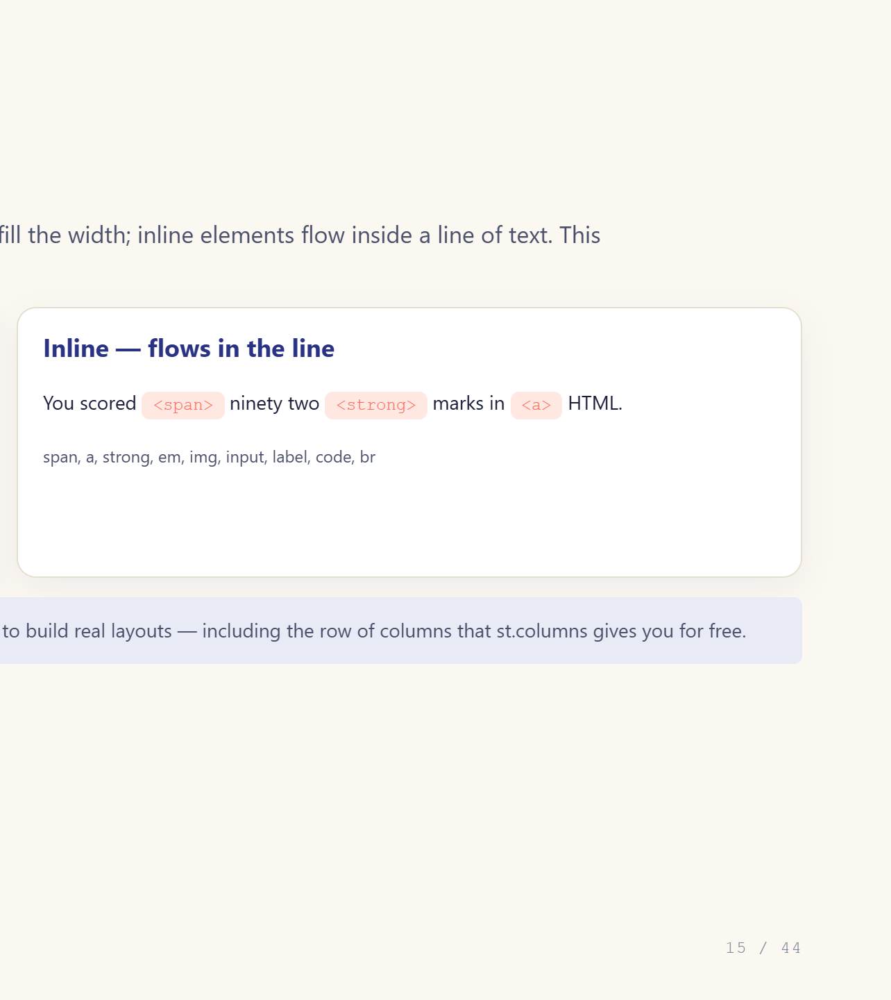 fill the width; inline elements flow inside a line of text. This
Inline — flows in the line
You scored <span> ninety two <strong> marks in <a> HTML.
span, a, strong, em, img, input, label, code, br
to build real layouts — including the row of columns that st.columns gives you for free.
15 / 44